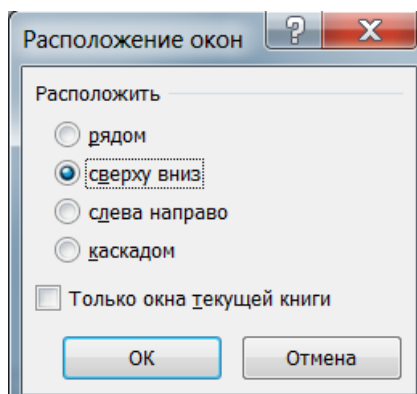 Расположение окон
Расположить
рядом
сверху вниз
слева направо
каскадом
Только окна текущей книги
ОК Отмена